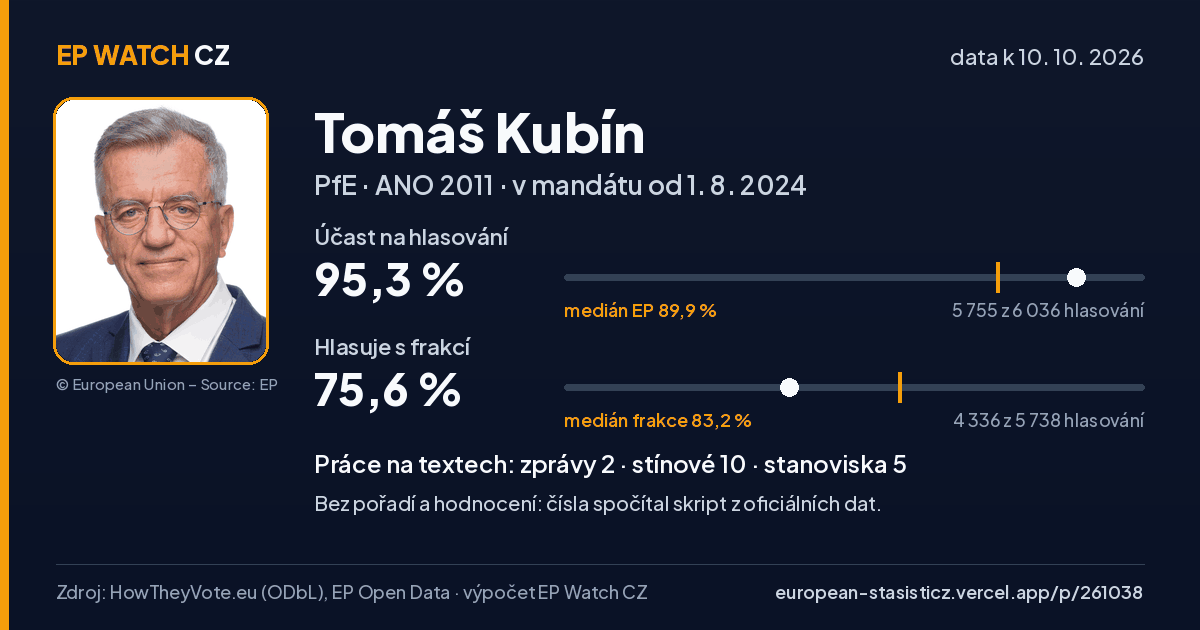 EP WATCH CZ
data k 10. 10. 2026
Tomáš Kubín
PfE · ANO 2011 · v mandátu od 1. 8. 2024
Účast na hlasování
95,3 %
medián EP 89,9 %
5 755 z 6 036 hlasování
Hlasuje s frakcí
75,6 %
medián frakce 83,2 %
4 336 z 5 738 hlasování
© European Union – Source: EP
Práce na textech: zprávy 2 · stínové 10 · stanoviska 5
Bez pořadí a hodnocení: čísla spočítal skript z oficiálních dat.
Zdroj: HowTheyVote.eu (ODbL), EP Open Data · výpočet EP Watch CZ
european-stasisticz.vercel.app/p/261038